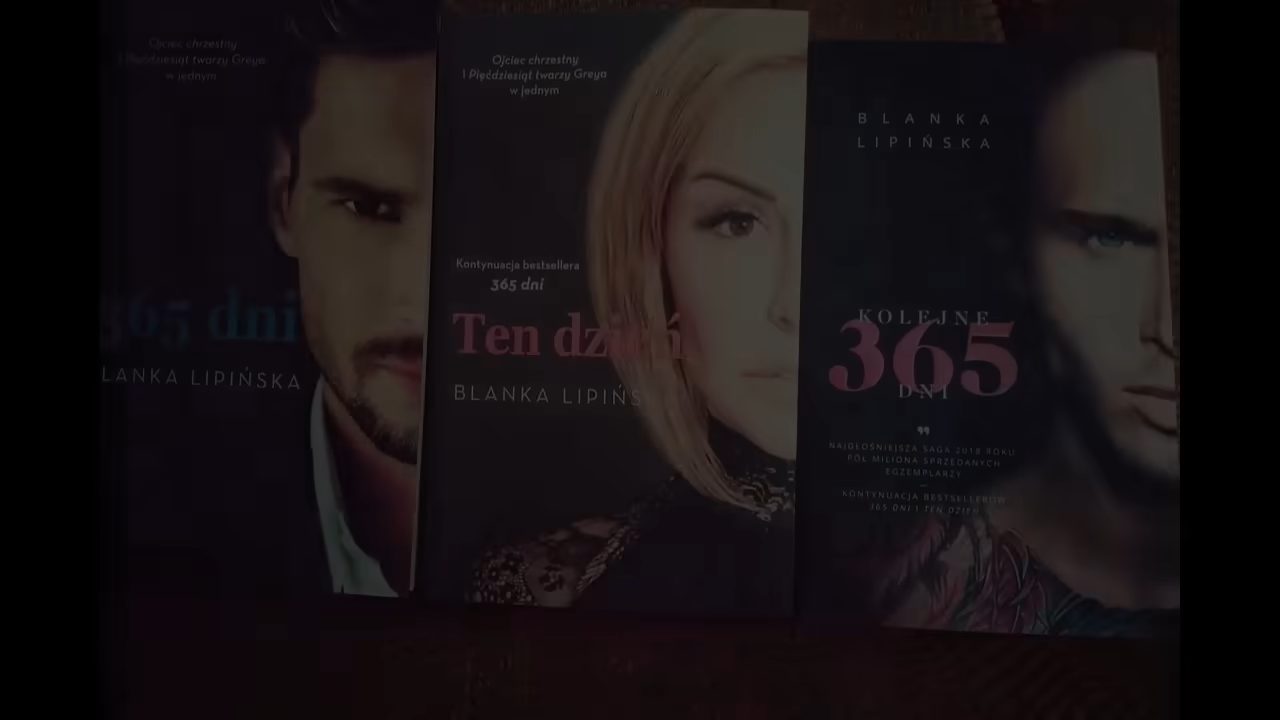 Ojciec chrzestny
i Pięćdziesiąt twarzy Greya
w jednym
365 dni
LANKA LIPIŃSKA
Ojciec chrzestny
i Pięćdziesiąt twarzy Greya
w jednym
Kontynuacja bestsellera
365 dni
Ten dzień
BLANKA LIPIŃS
BLANKA
LIPIŃSKA
KOLEJNE
365
DNI
NAJGŁOŚNIEJSZA SAGA 2018 ROKU
PÓŁ MILIONA SPRZEDANYCH
EGZEMPLARZY
KONTYNUACJA BESTSELLERÓW
365 DNI I TEN DZIEŃ